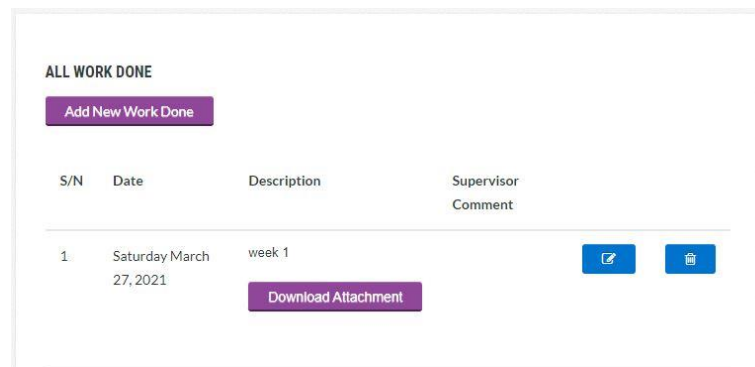 ALL WORK DONE
Add New Work Done
S/N Date Description Supervisor
Comment
1 Saturday March week 1
27, 2021
Download Attachment